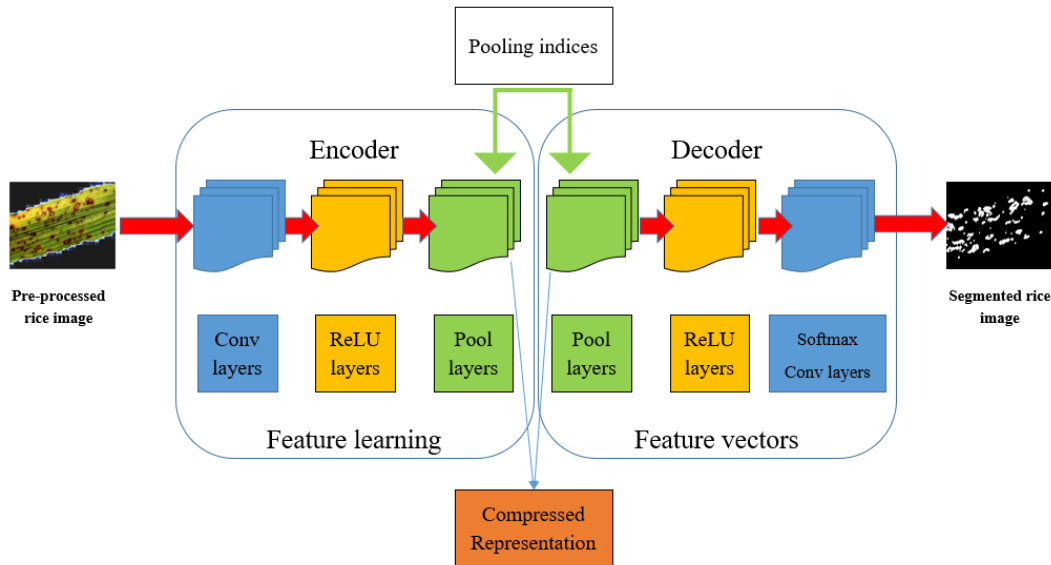 Pooling indices
Encoder
Decoder
Pre-processed
rice image
Segmented rice
image
Conv
layers
ReLU
layers
Pool
layers
Pool
layers
ReLU
layers
Softmax
Conv layers
Feature learning
Feature vectors
Compressed
Representation